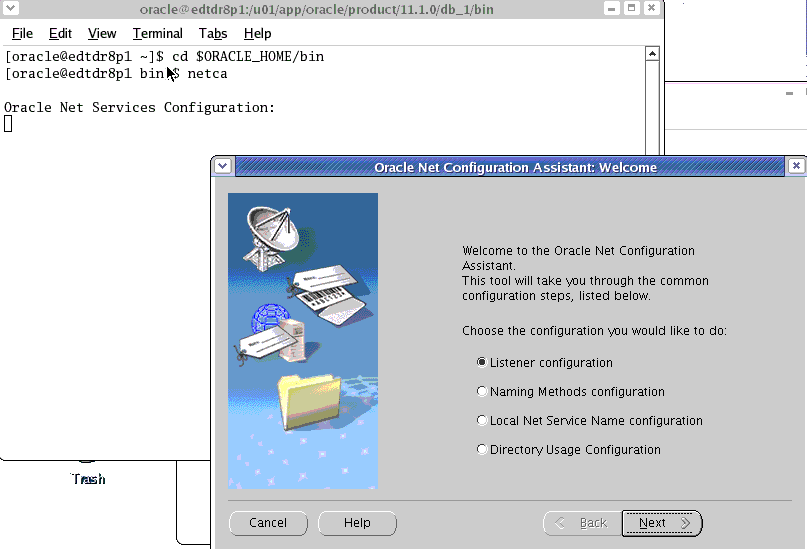 oracle@edtdr8p1:/u01/app/oracle/product/11.1.0/db_1/bin
File Edit View Terminal Tabs Help
[oracle@edtdr8p1 ~]$ cd $ORACLE_HOME/bin
[oracle@edtdr8p1 bin]$ netca
Oracle Net Services Configuration:
Oracle Net Configuration Assistant: Welcome
Welcome to the Oracle Net Configuration
Assistant.
This tool will take you through the common
configuration steps, listed below.
Choose the configuration you would like to do:
Listener configuration
Naming Methods configuration
Local Net Service Name configuration
Directory Usage Configuration
Trash
Cancel Help Back Next